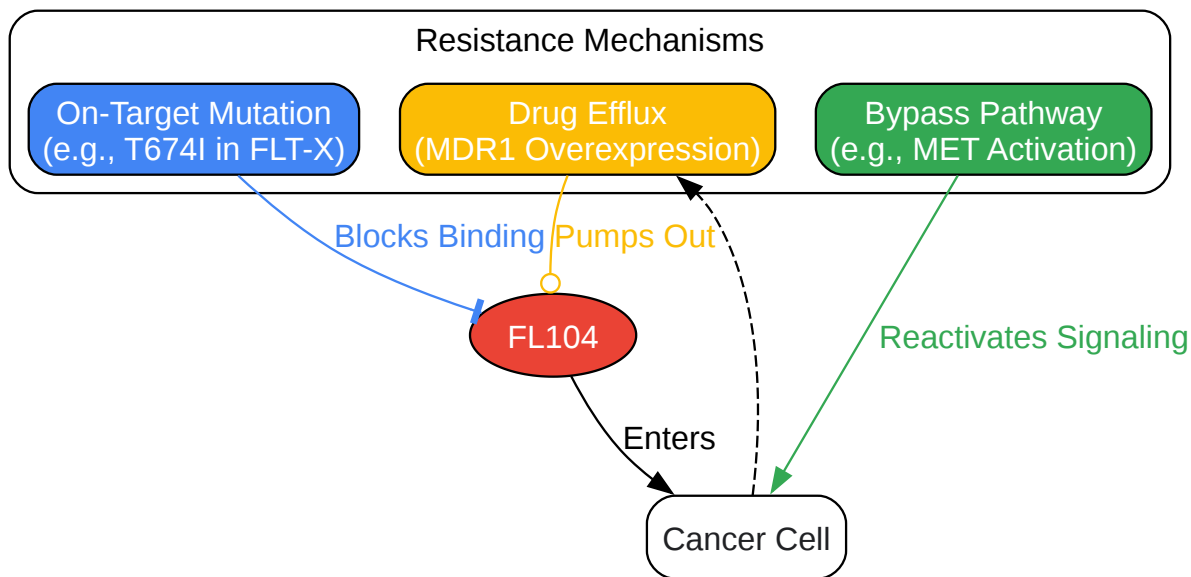 Resistance Mechanisms
On-Target Mutation
(e.g., T674I in FLT-X)
Drug Efflux
(MDR1 Overexpression)
Bypass Pathway
(e.g., MET Activation)
Blocks Binding
Pumps Out
FL104
Reactivates Signaling
Enters
Cancer Cell